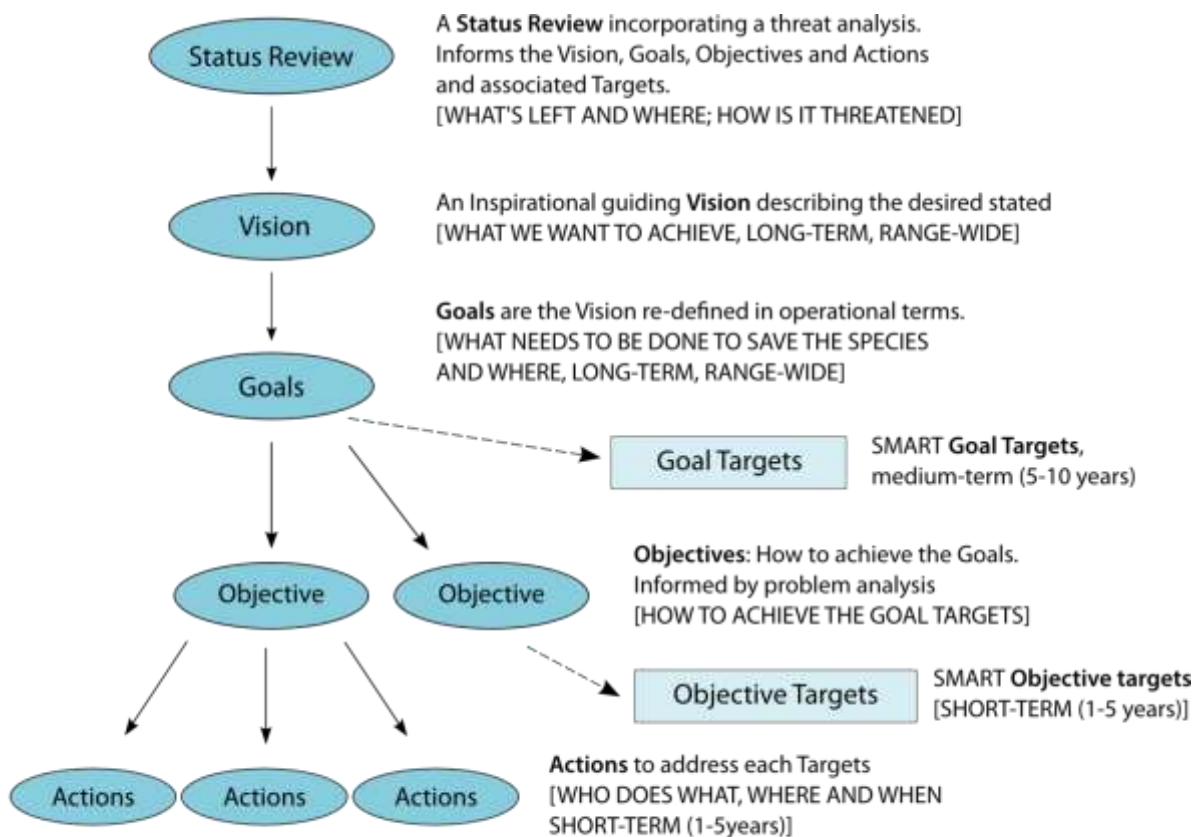 Status Review
A Status Review incorporating a threat analysis.
Informs the Vision, Goals, Objectives and Actions
and associated Targets.
[WHAT'S LEFT AND WHERE; HOW IS IT THREATENED]
Vision
An Inspirational guiding Vision describing the desired stated
[WHAT WE WANT TO ACHIEVE, LONG-TERM, RANGE-WIDE]
Goals are the Vision re-defined in operational terms.
[WHAT NEEDS TO BE DONE TO SAVE THE SPECIES
AND WHERE, LONG-TERM, RANGE-WIDE]
Goals
Goal Targets
SMART Goal Targets,
medium-term (5-10 years)
Objective
Objective
Objectives: How to achieve the Goals.
Informed by problem analysis
[HOW TO ACHIEVE THE GOAL TARGETS]
Objective Targets
SMART Objective targets
[SHORT-TERM (1-5 years)]
Actions
Actions
Actions
Actions to address each Targets
[WHO DOES WHAT, WHERE AND WHEN
SHORT-TERM (1-5years)]